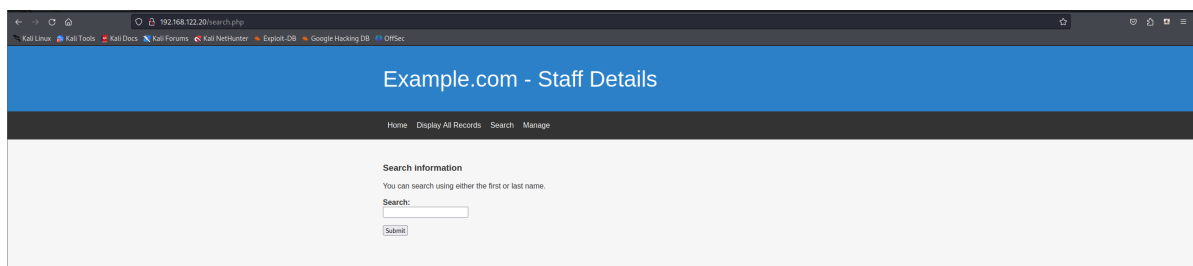 192.168.122.20/search.php
Kali Linux Kali Tools Kali Docs Kali Forums Kali NetHunter Exploit-DB Google Hacking DB OffSec
Example.com - Staff Details
Home Display All Records Search Manage
Search information
You can search using either the first or last name.
Search:
Submit